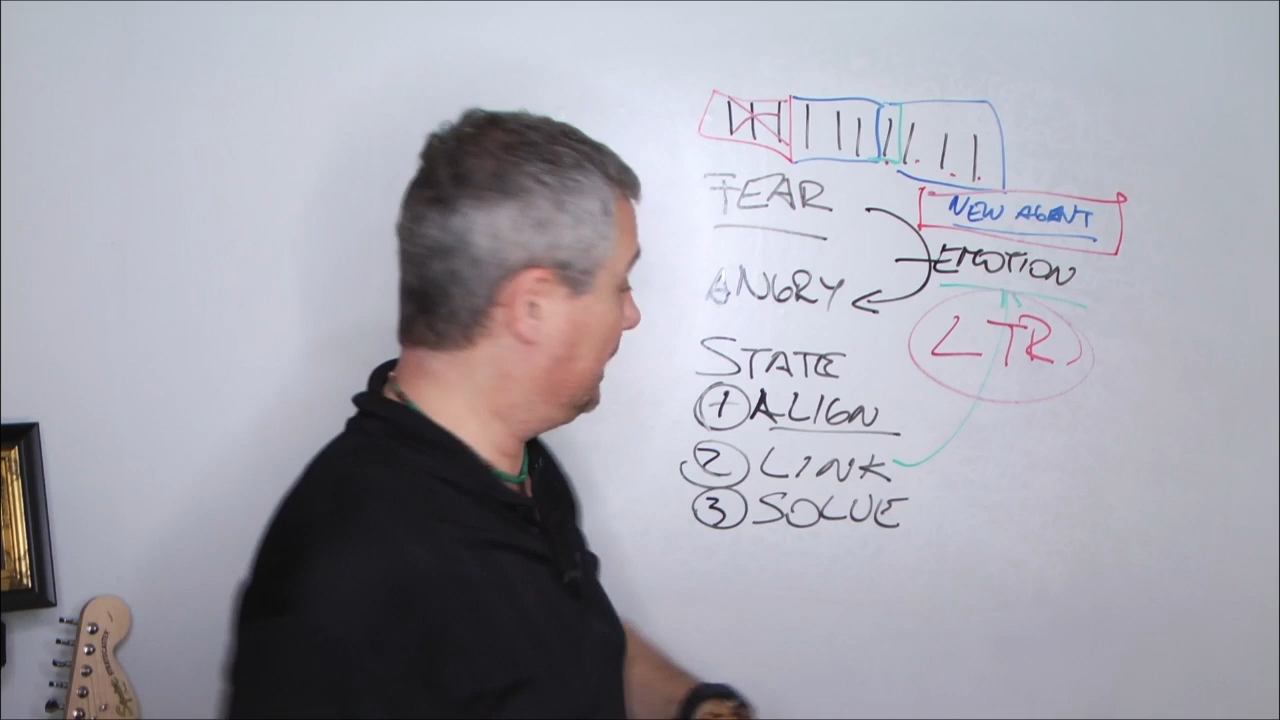 FEAR
NEW AGENT
EMOTION
ANGRY
LTR
STATE
1 ALIGN
2 LINK
3 SOLVE